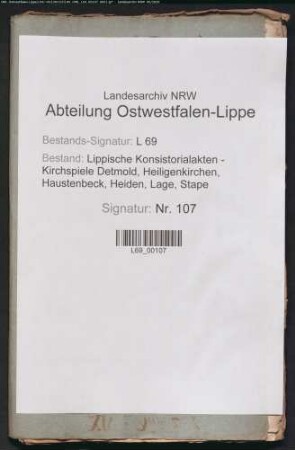 Landesarchiv NRW
Abteilung Ostwestfalen-Lippe
Bestands-Signatur: L 69
Bestand: Lippische Konsistorialakten -
Kirchspiele Detmold, Heiligenkirchen,
Haustenbeck, Heiden, Lage, Stape
Signatur: Nr. 107
L69_00107